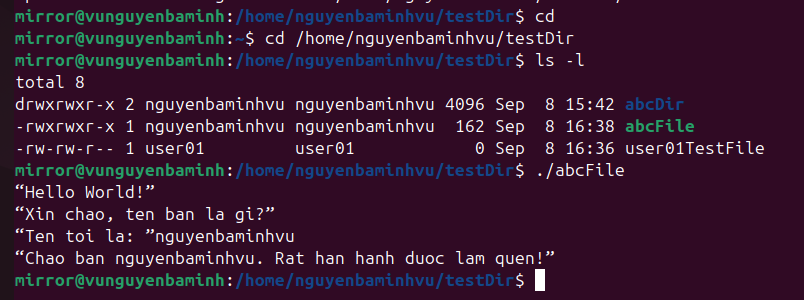 mirror@vunguyenbaminh:/home/nguyenbaminhvu/testDir$ cd
mirror@vunguyenbaminh:~$ cd /home/nguyenbaminhvu/testDir
mirror@vunguyenbaminh:/home/nguyenbaminhvu/testDir$ ls -l
total 8
drwxrwxr-x 2 nguyenbaminhvu nguyenbaminhvu 4096 Sep  8 15:42 abcDir
-rwxrwxr-x 1 nguyenbaminhvu nguyenbaminhvu  162 Sep  8 16:38 abcFile
-rw-rw-r-- 1 user01         user01            0 Sep  8 16:36 user01TestFile
mirror@vunguyenbaminh:/home/nguyenbaminhvu/testDir$ ./abcFile
“Hello World!”
“Xin chao, ten ban la gi?”
“Ten toi la: ”nguyenbaminhvu
“Chao ban nguyenbaminhvu. Rat han hanh duoc lam quen!”
mirror@vunguyenbaminh:/home/nguyenbaminhvu/testDir$